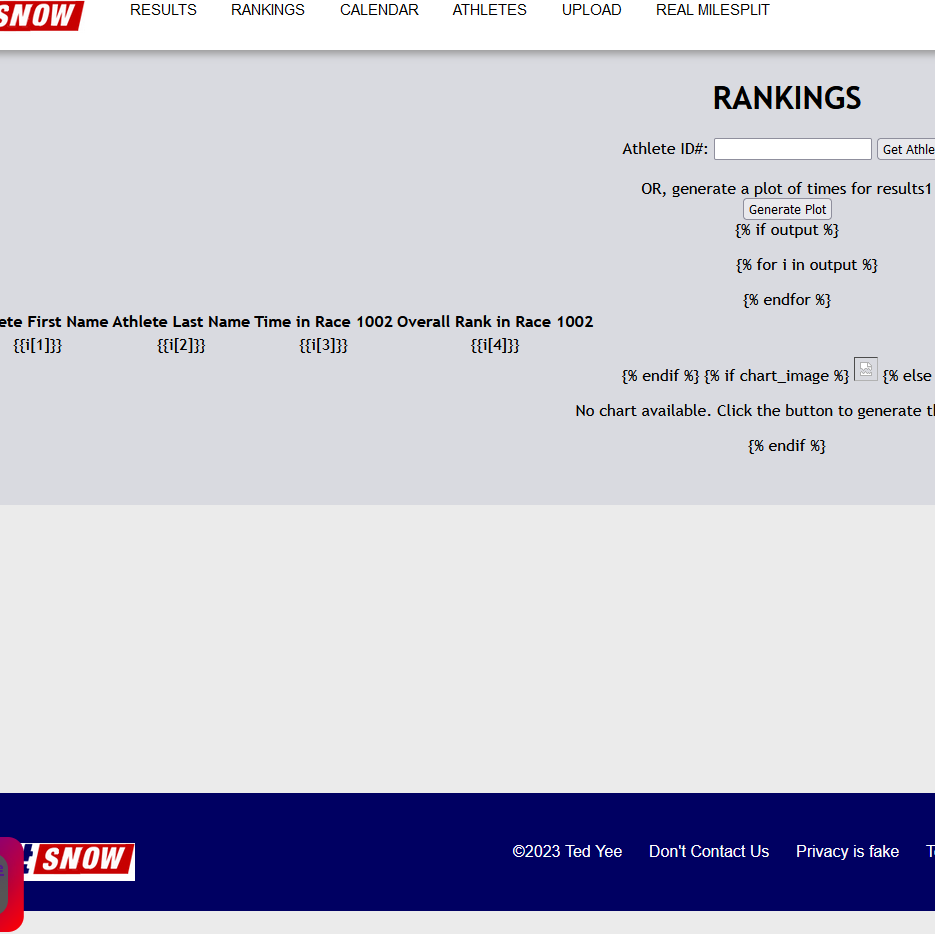 SNOW
RESULTS RANKINGS CALENDAR ATHLETES UPLOAD REAL MILESPLIT
RANKINGS
Athlete ID#: Get Athle
OR, generate a plot of times for results1
Generate Plot
{% if output %}
{% for i in output %}
{% endfor %}
ete First Name Athlete Last Name Time in Race 1002 Overall Rank in Race 1002
{{i[1]}} {{i[2]}} {{i[3]}} {{i[4]}}
{% endif %} {% if chart_image %} {% else
No chart available. Click the button to generate th
{% endif %}
SNOW
©2023 Ted Yee Don't Contact Us Privacy is fake